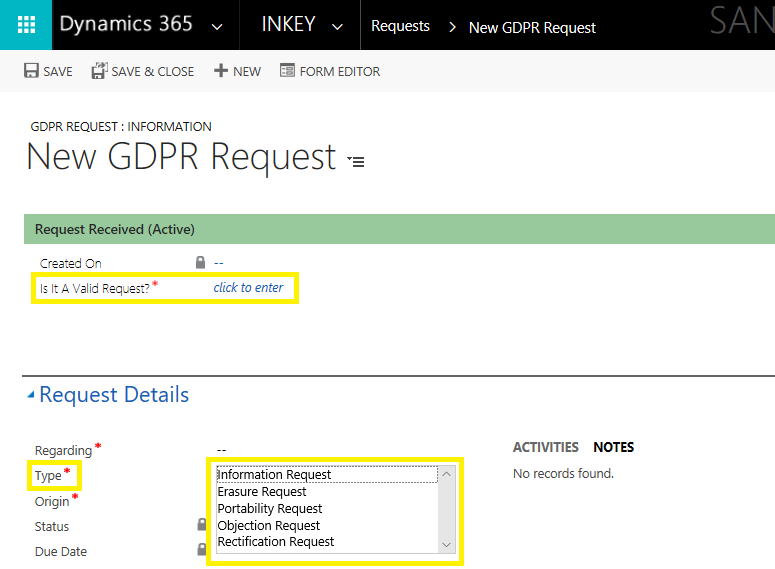 Dynamics 365 INKEY Requests > New GDPR Request SAN
SAVE SAVE & CLOSE NEW FORM EDITOR
GDPR REQUEST : INFORMATION
New GDPR Request
Request Received (Active)
Created On --
Is It A Valid Request?* click to enter
Request Details
Regarding* --
ACTIVITIES NOTES
Type* Information Request
No records found.
Erasure Request
Origin* Portability Request
Status Objection Request
Due Date Rectification Request